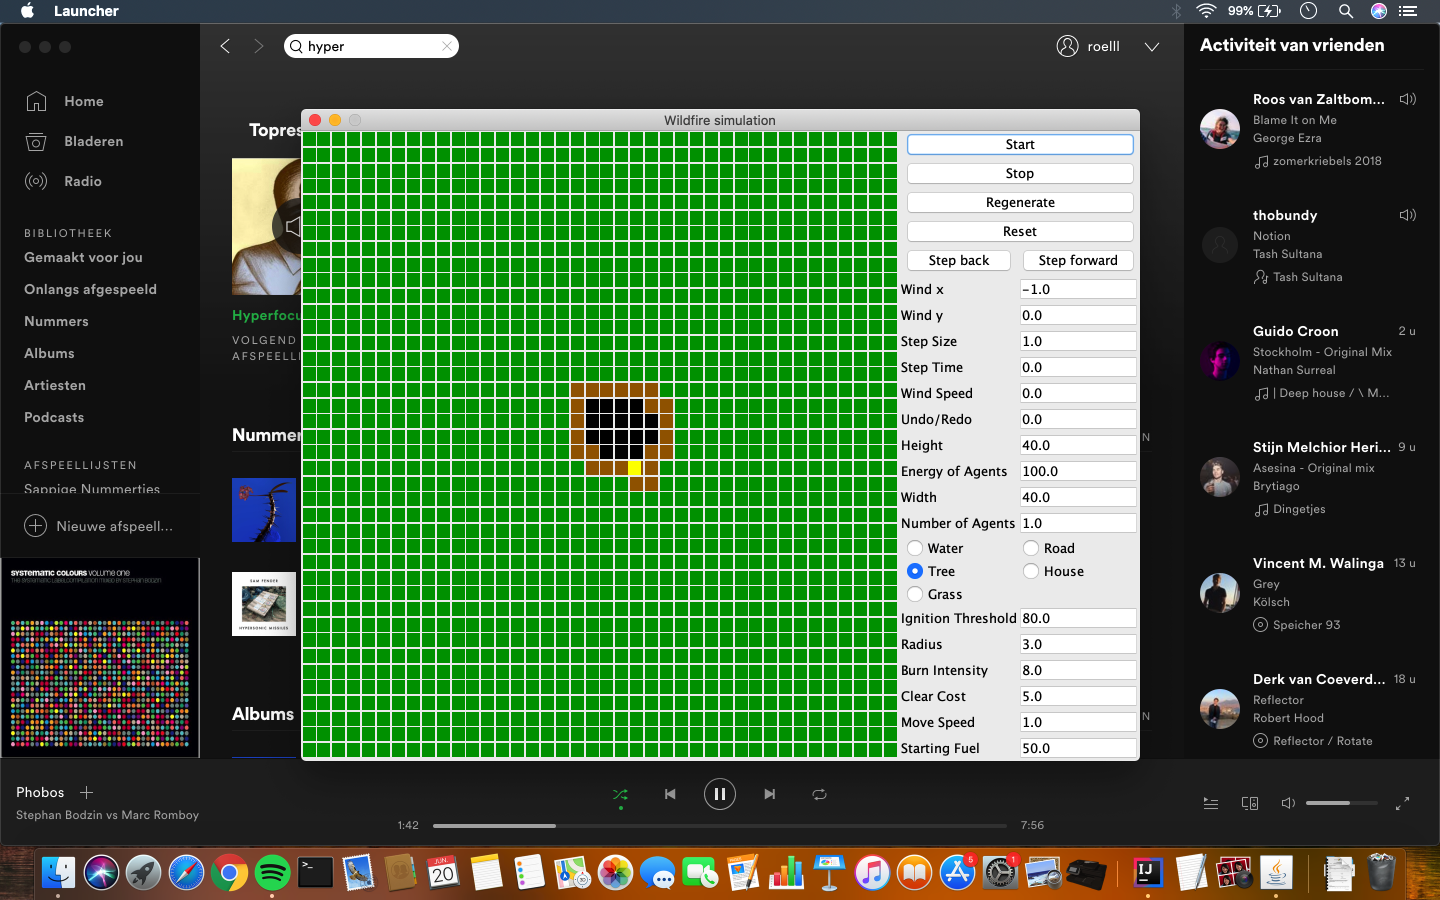 Launcher
99%
hyper
roelll
Activiteit van vrienden
Home
Bladeren
Radio
BIBLIOTHEEK
Gemaakt voor jou
Onlangs afgespeeld
Nummers
Albums
Artiesten
Podcasts
AFSPEELLIJSTEN
Sappige Nummerties
Nieuwe afspeell...
SYSTEMATIC COLOURS VOLUME ONE
Topres
Hyperfocu
VOLGEND
AFSPEELLI
Nummer
SAM FENDER
HYPERSONIC MISSILES
Albums
N
N
Wildfire simulation
Start
Stop
Regenerate
Reset
Step back
Step forward
Wind x
-1.0
Wind y
0.0
Step Size
1.0
Step Time
0.0
Wind Speed
0.0
Undo/Redo
0.0
Height
40.0
Energy of Agents
100.0
Width
40.0
Number of Agents
1.0
Water
Road
Tree
House
Grass
Ignition Threshold
80.0
Radius
3.0
Burn Intensity
8.0
Clear Cost
5.0
Move Speed
1.0
Starting Fuel
50.0
Roos van Zaltbom...
Blame It on Me
George Ezra
zomerkriebels 2018
thobundy
Notion
Tash Sultana
Tash Sultana
Guido Croon
2 u
Stockholm - Original Mix
Nathan Surreal
| Deep house / \ M...
Stijn Melchior Heri...
9 u
Asesina - Original mix
Brytiago
Dingetjes
Vincent M. Walinga
13 u
Grey
Kölsch
Speicher 93
Derk van Coeverd...
18 u
Reflector
Robert Hood
Reflector / Rotate
Phobos
Stephan Bodzin vs Marc Romboy
1:42
7:56
JUN.
20
5
1
IJ